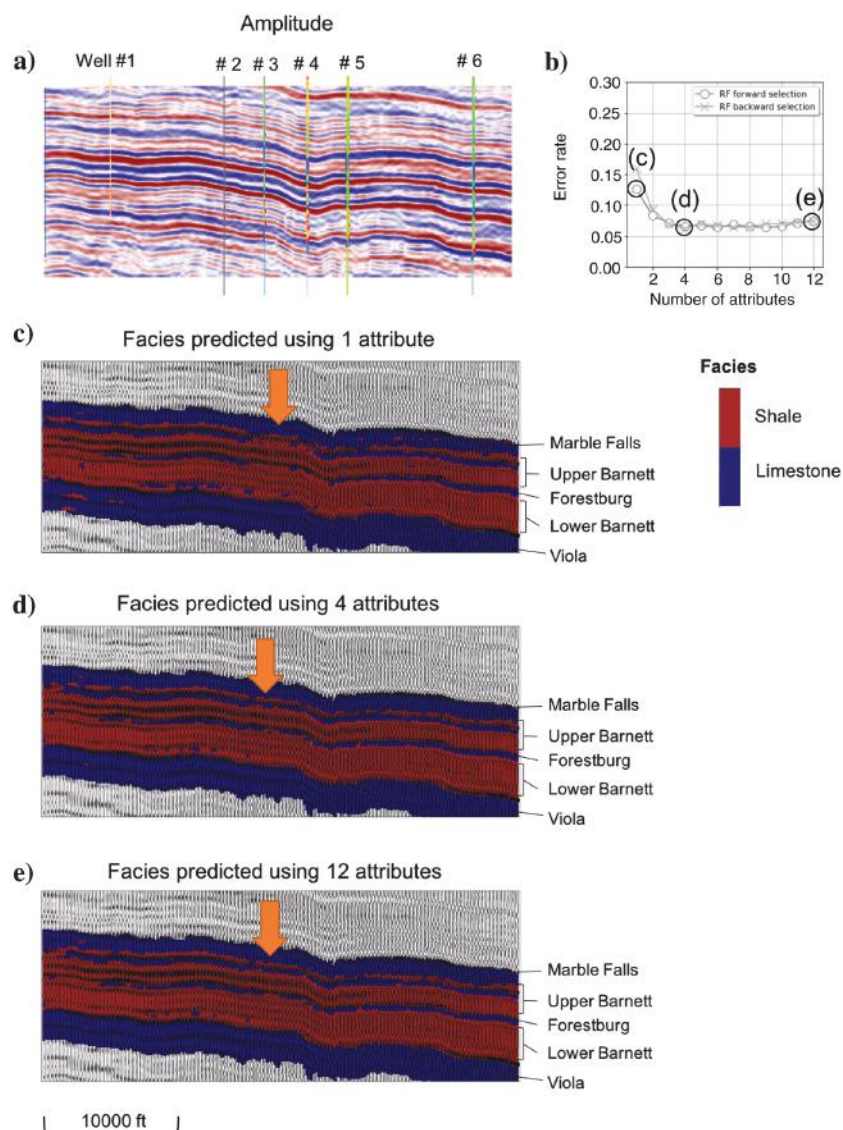 Amplitude
a)
Well #1
# 2
# 3
# 4
# 5
# 6
b)
RF forward selection
RF backward selection
Error rate
0.30
0.25
0.20
0.15
0.10
0.05
0.00
(c)
(d)
(e)
2
4
6
8
10
12
Number of attributes
c)
Facies predicted using 1 attribute
Marble Falls
Upper Barnett
Forestburg
Lower Barnett
Viola
Facies
Shale
Limestone
d)
Facies predicted using 4 attributes
Marble Falls
Upper Barnett
Forestburg
Lower Barnett
Viola
e)
Facies predicted using 12 attributes
Marble Falls
Upper Barnett
Forestburg
Lower Barnett
Viola
10000 ft